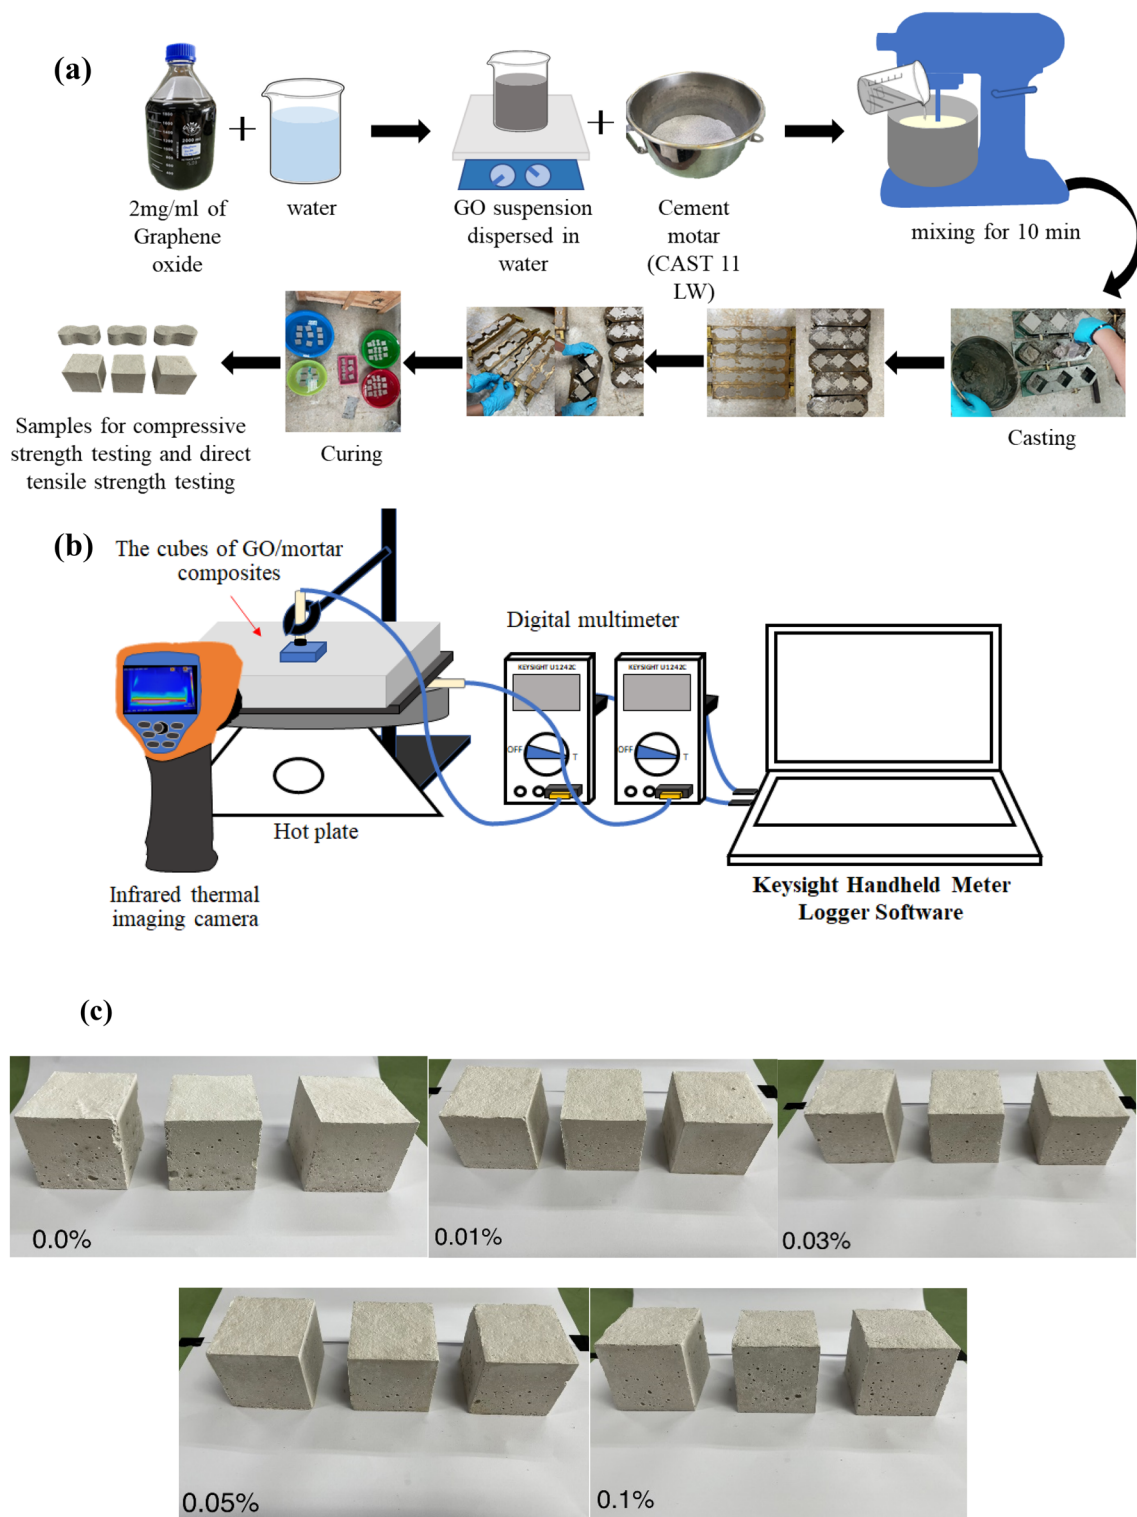 (a)
2mg/ml of
Graphene
oxide
water
GO suspension
dispersed in
water
Cement
motar
(CAST 11
LW)
mixing for 10 min
Samples for compressive
strength testing and direct
tensile strength testing
Curing
Casting
(b)
The cubes of GO/mortar
composites
Digital multimeter
KEYSIGHT U1242C
OFF
T
KEYSIGHT U1242C
OFF
T
Hot plate
Infrared thermal
imaging camera
Keysight Handheld Meter
Logger Software
(c)
0.0%
0.01%
0.03%
0.05%
0.1%